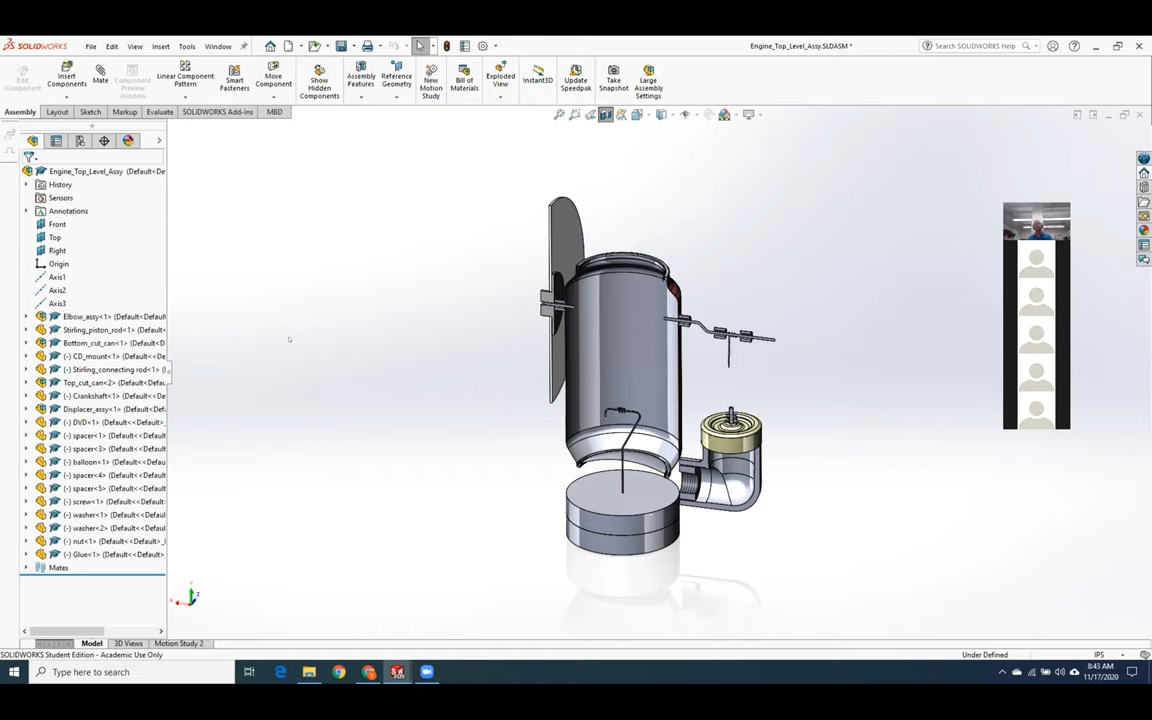 SOLIDWORKS File Edit View Insert Tools Window Engine_Top_Level_Assy.SLDASM * Search SOLIDWORKS Help
Edit Component Insert Components Mate Component Preview Window Linear Component Pattern Smart Fasteners Move Component Show Hidden Components Assembly Features Reference Geometry New Motion Study Bill of Materials Exploded View Instant3D Update Speedpak Take Snapshot Large Assembly Settings
Assembly Layout Sketch Markup Evaluate SOLIDWORKS Add-Ins MBD
Engine_Top_Level_Assy (Default<De
History
Sensors
Annotations
Front
Top
Right
Origin
Axis1
Axis2
Axis3
Elbow_assy<1> (Default<Def
Stirling_piston_rod<1> (Default<
Bottom_cut_can<1> (Default<D
(-) CD_mount<1> (Default<<De
(-) Stirling_connecting rod<1> (
Top_cut_can<2> (Default<<Def
(-) Crankshaft<1> (Default<<De
Displacer_assy<1> (Default<Def
(-) DVD<1> (Default<<Default>_
(-) spacer<1> (Default<<Defaul
(-) spacer<3> (Default<<Defaul
(-) balloon<1> (Default<<Defau
(-) spacer<4> (Default<<Defaul
(-) spacer<5> (Default<<Defaul
(-) screw<1> (Default<<Default
(-) washer<1> (Default<<Defau
(-) washer<2> (Default<<Defau
(-) nut<1> (Default<<Default>_
(-) Glue<1> (Default<<Default>_
Mates
Y X Z
Model 3D Views Motion Study 2
SOLIDWORKS Student Edition - Academic Use Only Under Defined IPS
Type here to search 8:43 AM
11/17/2020